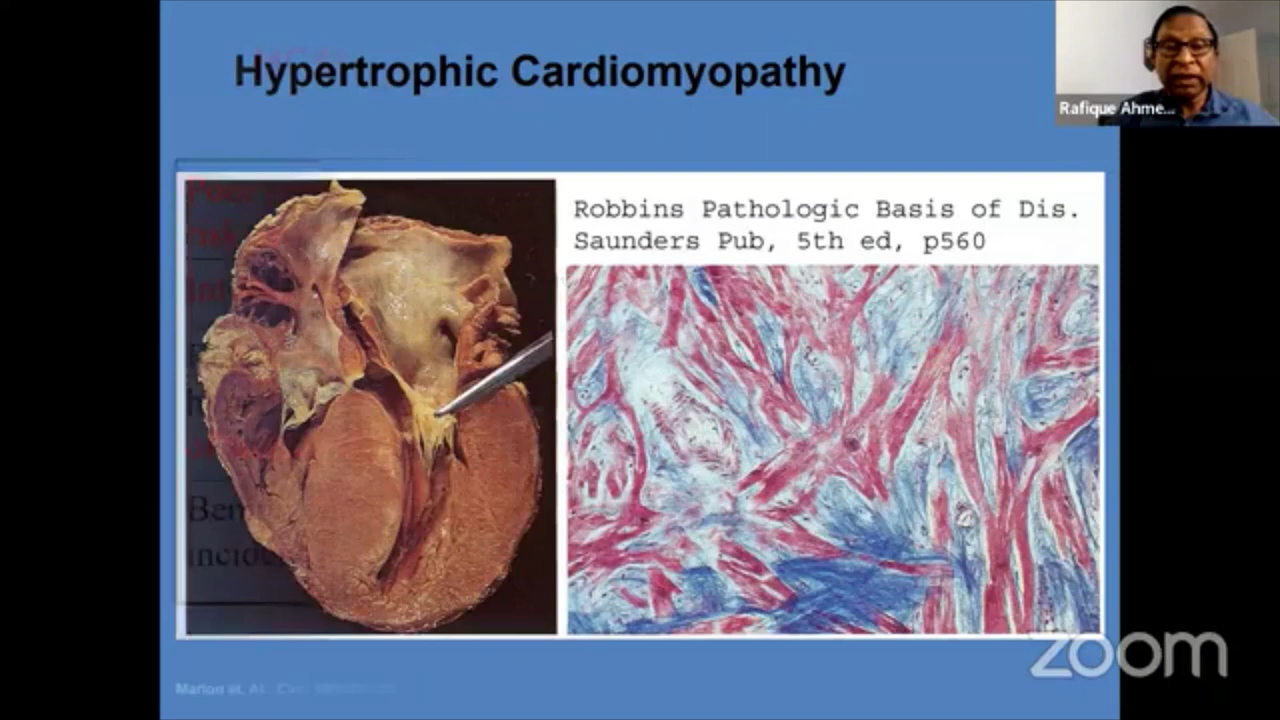 Hypertrophic Cardiomyopathy
Rafique Ahme...
Robbins Pathologic Basis of Dis.
Saunders Pub, 5th ed, p560
zoom